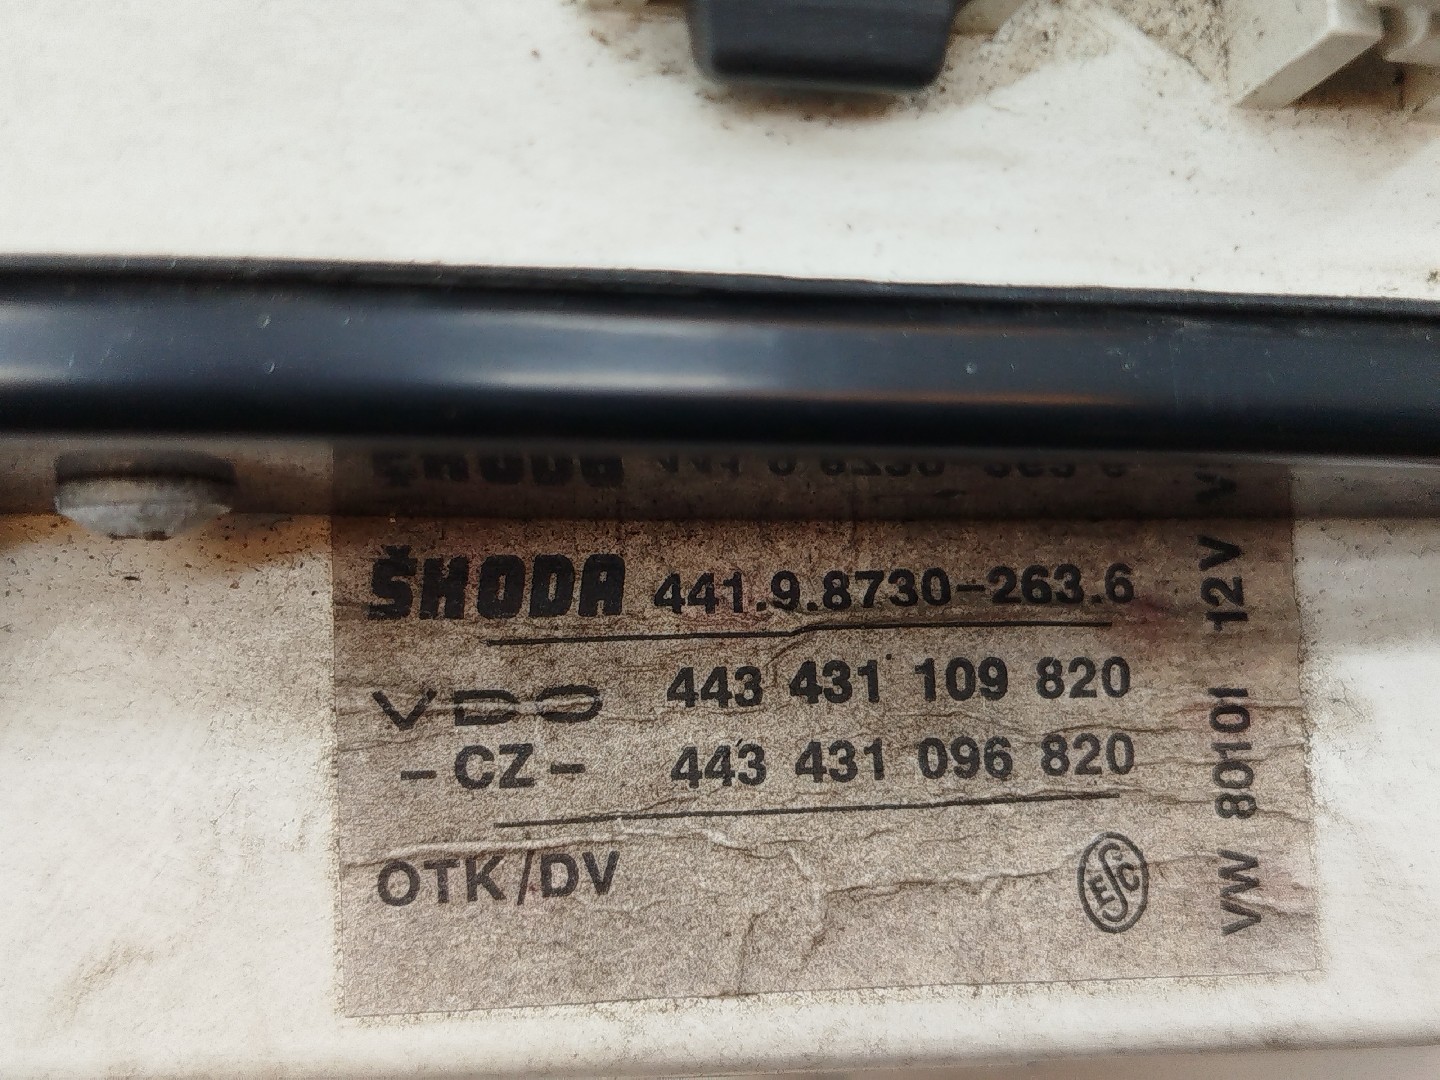 ŠKODA 441.9.8730-263.6
VDO 443 431 109 820
-CZ- 443 431 096 820
OTK/DV
ESČ
VW 80101 12V